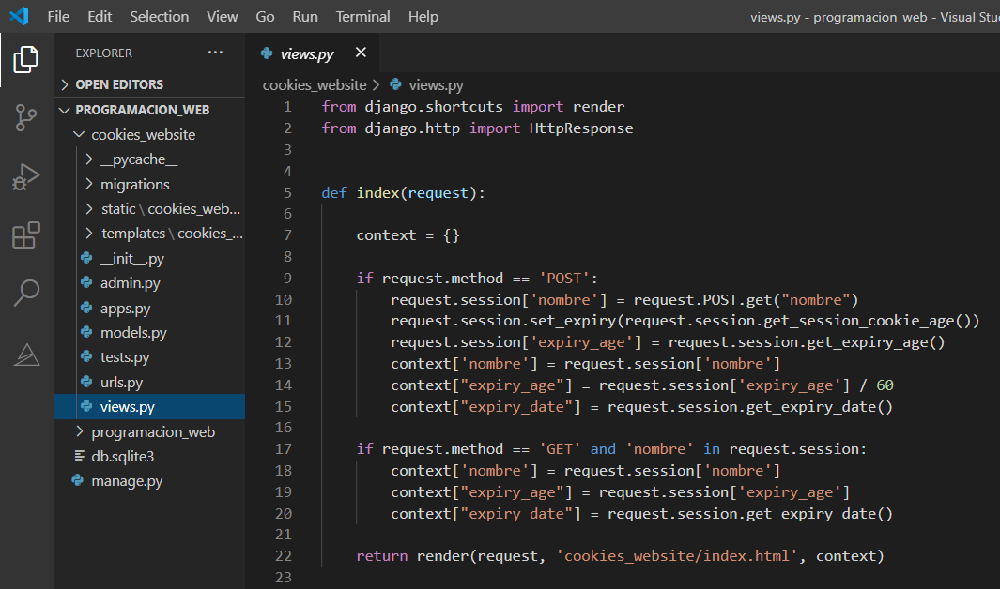 File Edit Selection View Go Run Terminal Help views.py - programacion_web - Visual Stu
EXPLORER ...
OPEN EDITORS
PROGRAMACION_WEB
cookies_website
__pycache__
migrations
static\cookies_web...
templates\cookies_...
__init__.py
admin.py
apps.py
models.py
tests.py
urls.py
views.py
programacion_web
db.sqlite3
manage.py
views.py
cookies_website > views.py
1 from django.shortcuts import render
2 from django.http import HttpResponse
3
4
5 def index(request):
6
7     context = {}
8
9     if request.method == 'POST':
10         request.session['nombre'] = request.POST.get("nombre")
11         request.session.set_expiry(request.session.get_session_cookie_age())
12         request.session['expiry_age'] = request.session.get_expiry_age()
13         context['nombre'] = request.session['nombre']
14         context["expiry_age"] = request.session['expiry_age'] / 60
15         context["expiry_date"] = request.session.get_expiry_date()
16
17     if request.method == 'GET' and 'nombre' in request.session:
18         context['nombre'] = request.session['nombre']
19         context["expiry_age"] = request.session['expiry_age']
20         context["expiry_date"] = request.session.get_expiry_date()
21
22     return render(request, 'cookies_website/index.html', context)
23